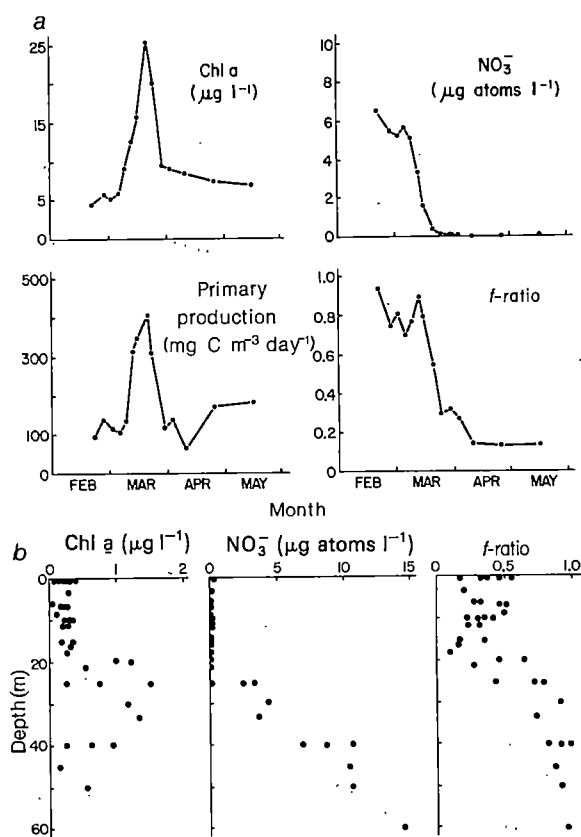 a
Chl a
(μg l⁻¹)
25
15
5
0
NO₃⁻
(μg atoms l⁻¹)
10
8
6
4
2
0
Primary
production
(mg C m⁻³ day⁻¹)
500
300
100
0
FEB MAR APR MAY
f-ratio
1.0
0.8
0.6
0.4
0.2
0
FEB MAR APR MAY
Month
b
Chl a (μg l⁻¹)
0 1 2
NO₃⁻ (μg atoms l⁻¹)
0 5 10 15
f-ratio
0 0.5 1.0
Depth(m)
0
20
40
60